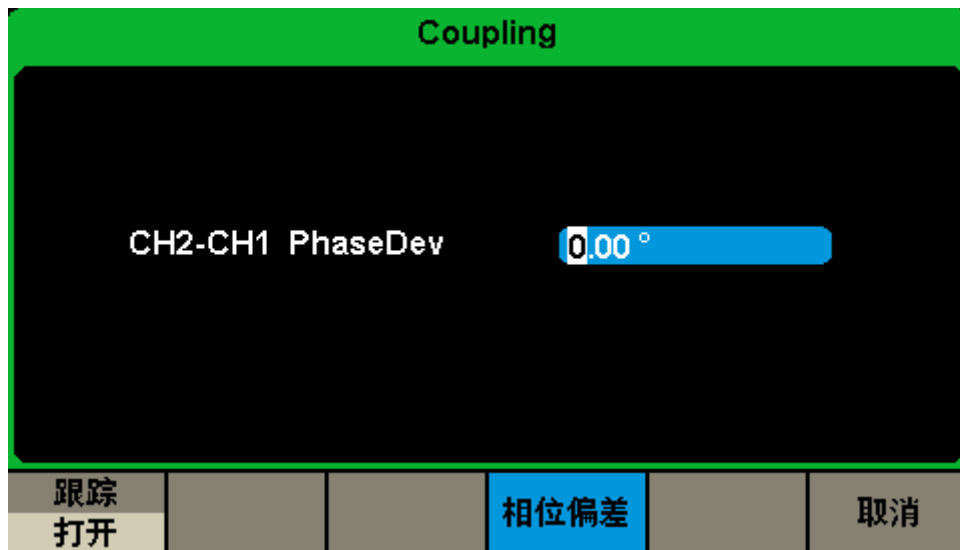 Coupling
CH2-CH1 PhaseDev 0.00 °
跟踪
打开
相位偏差
取消